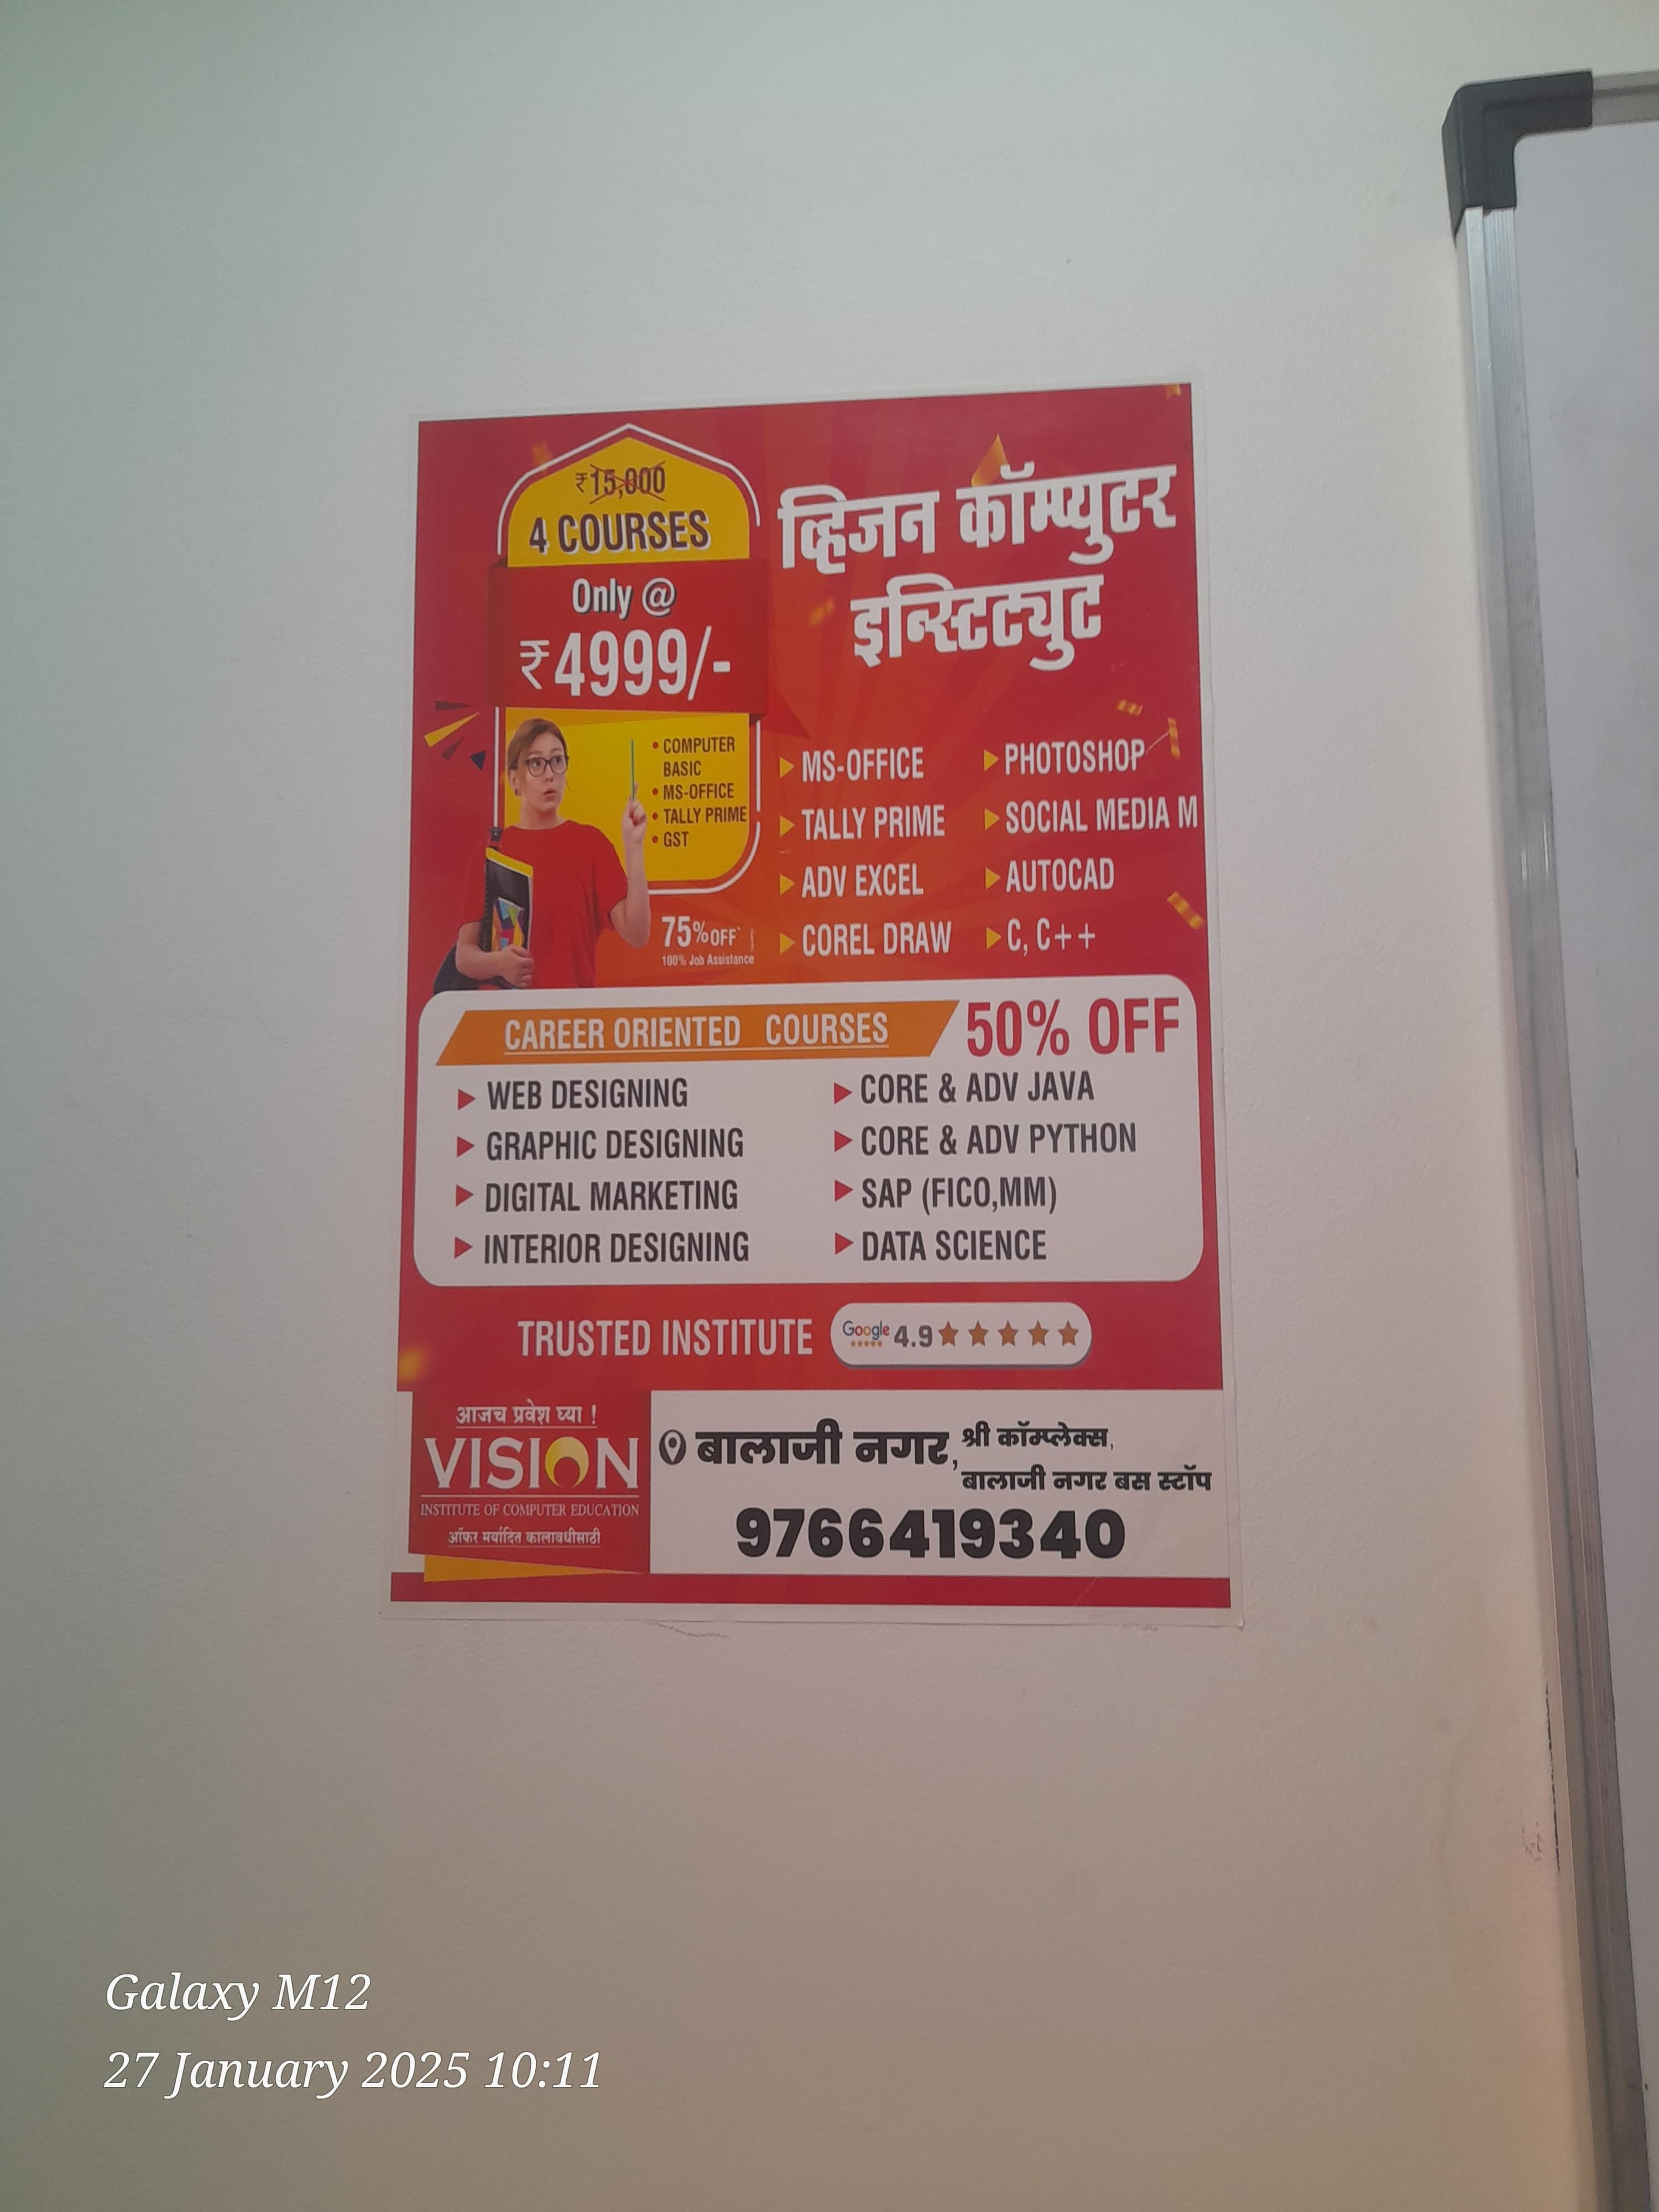 ₹15,000
4 COURSES
Only @
₹4999/-
• COMPUTER
BASIC
• MS-OFFICE
• TALLY PRIME
• GST
75% OFF*
100% Job Assistance
व्हिजन कॉम्प्युटर
इन्स्टिट्युट
MS-OFFICE
TALLY PRIME
ADV EXCEL
COREL DRAW
PHOTOSHOP
SOCIAL MEDIA M
AUTOCAD
C, C++
CAREER ORIENTED COURSES 50% OFF
WEB DESIGNING
GRAPHIC DESIGNING
DIGITAL MARKETING
INTERIOR DESIGNING
CORE & ADV JAVA
CORE & ADV PYTHON
SAP (FICO,MM)
DATA SCIENCE
TRUSTED INSTITUTE Google 4.9
आजच प्रवेश घ्या !
VISION
INSTITUTE OF COMPUTER EDUCATION
ऑफर मर्यादित कालावधीसाठी
बालाजी नगर, श्री कॉम्प्लेक्स,
बालाजी नगर बस स्टॉप
9766419340
Galaxy M12
27 January 2025 10:11